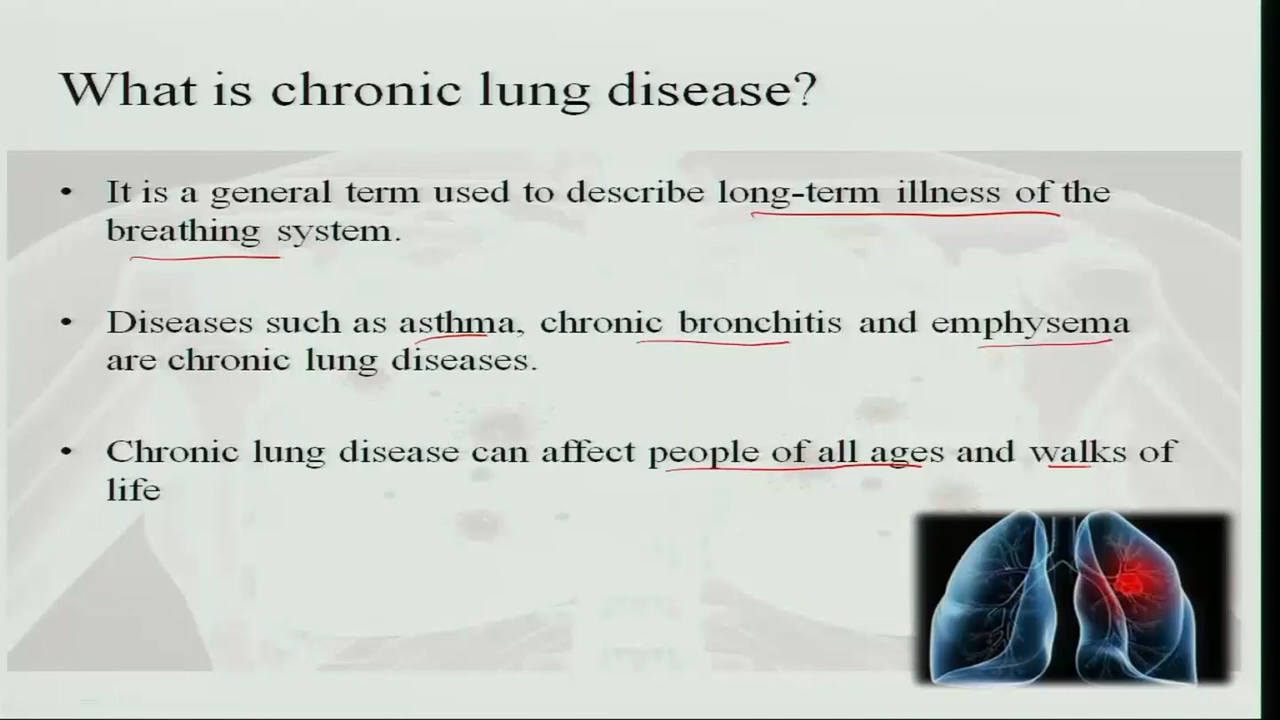 What is chronic lung disease?
• It is a general term used to describe long-term illness of the
breathing system.
• Diseases such as asthma, chronic bronchitis and emphysema
are chronic lung diseases.
• Chronic lung disease can affect people of all ages and walks of
life